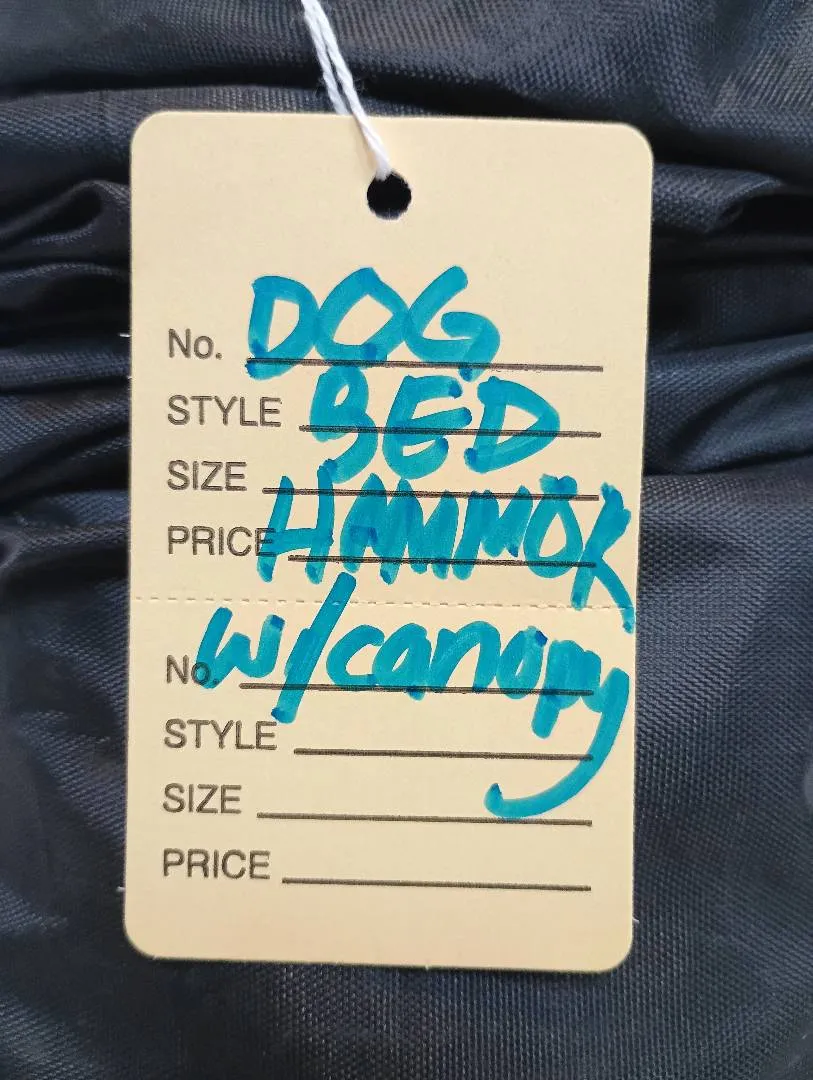 No. DOG
STYLE BED
SIZE
PRICE HAMMOK
No. w/canopy
STYLE
SIZE
PRICE